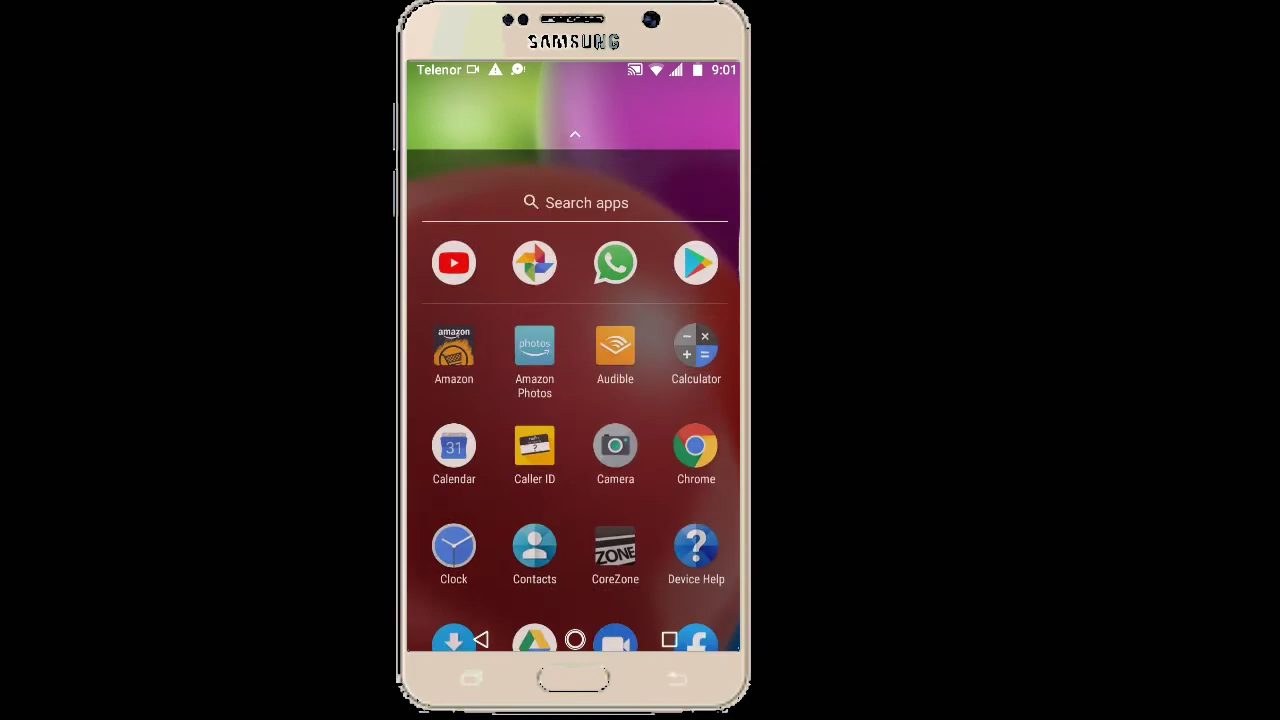 SAMSUNG
Telenor 9:01
Search apps
amazon
photos
Amazon
Amazon Photos
Audible
Calculator
31
Calendar
Caller ID
Camera
Chrome
ZONE
Clock
Contacts
CoreZone
Device Help